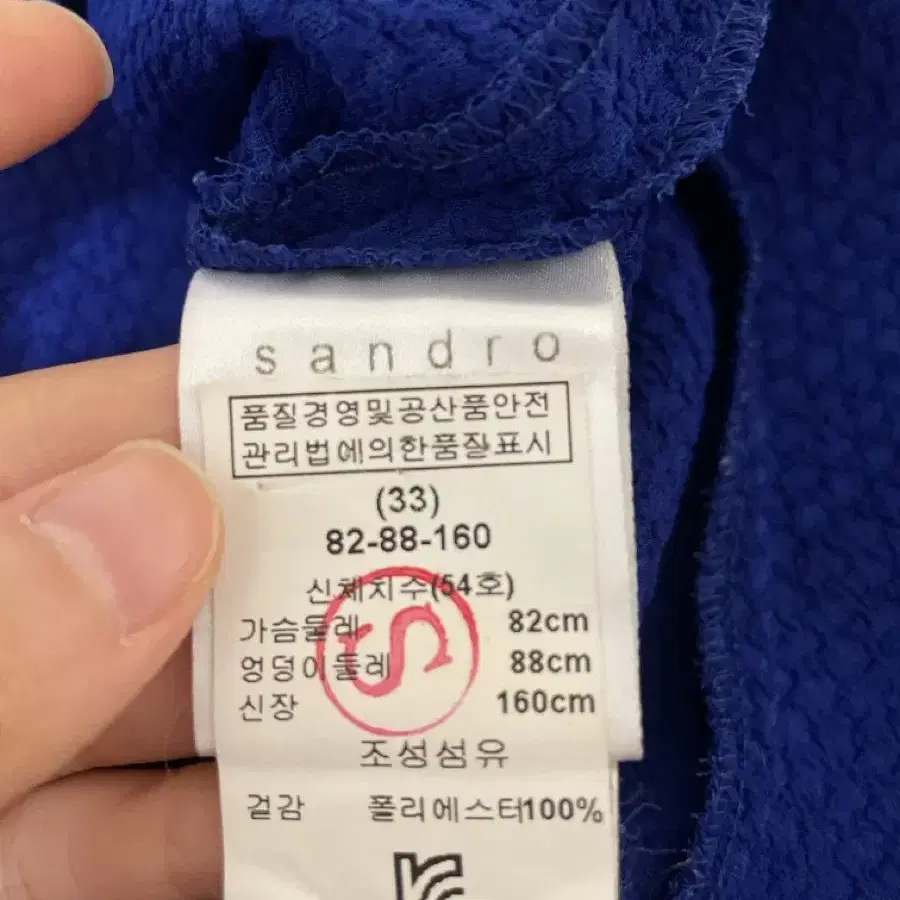 sandro
품질경영및공산품안전
관리법에의한품질표시
(33)
82-88-160
신체치수(54호)
가슴둘레 82cm
엉덩이둘레 88cm
신장 160cm
조성섬유
겉감 폴리에스터100%
S